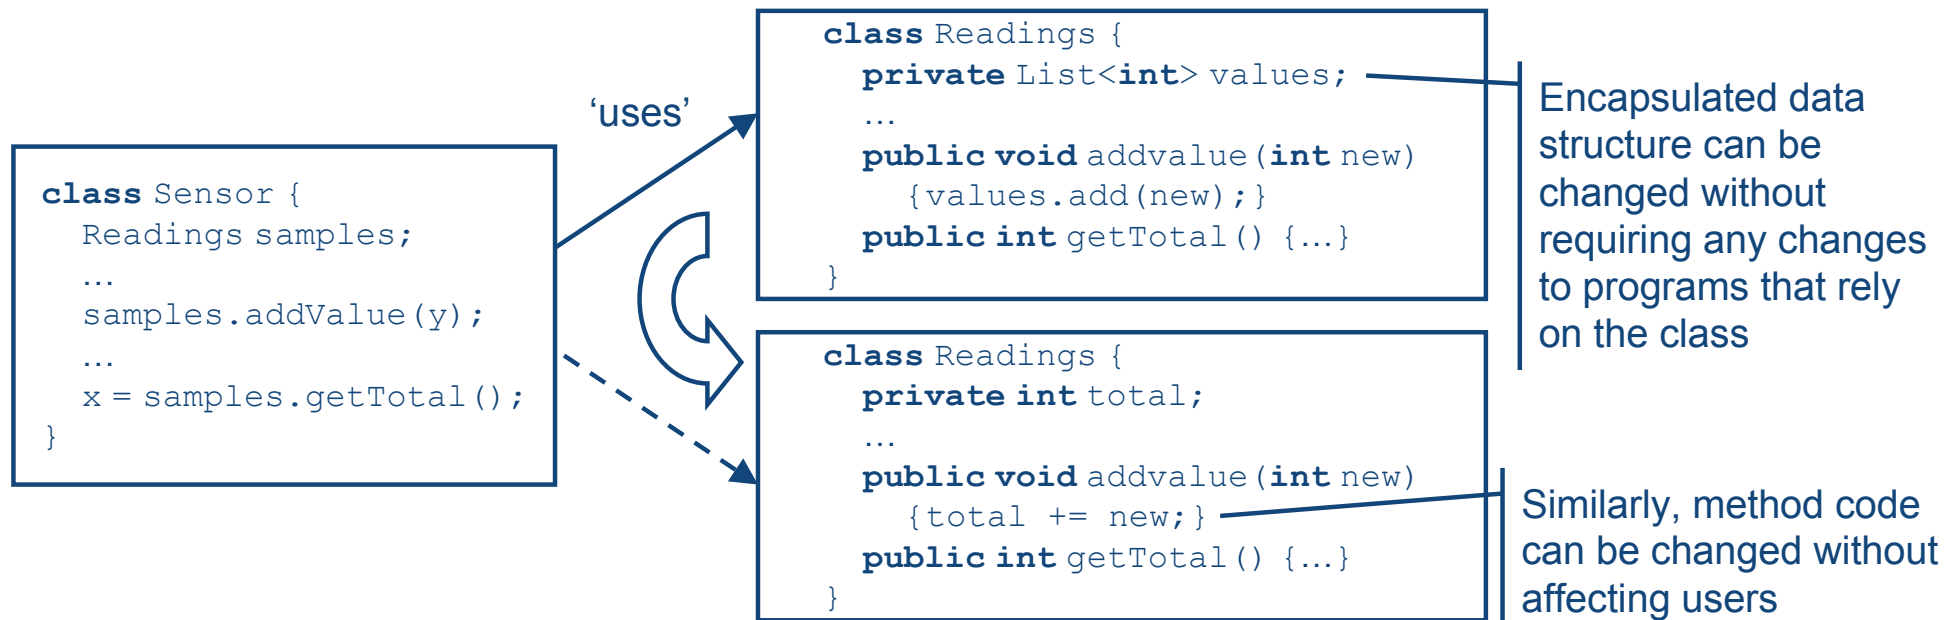 class Sensor {
Readings samples;
...
samples.addValue(y);
...
x = samples.getTotal();
}
‘uses’
class Readings {
private List<int> values;
...
public void addvalue(int new)
{values.add(new);}
public int getTotal() {...}
}
Encapsulated data
structure can be
changed without
requiring any changes
to programs that rely
on the class
class Readings {
private int total;
...
public void addvalue(int new)
{total += new;}
public int getTotal() {...}
}
Similarly, method code
can be changed without
affecting users